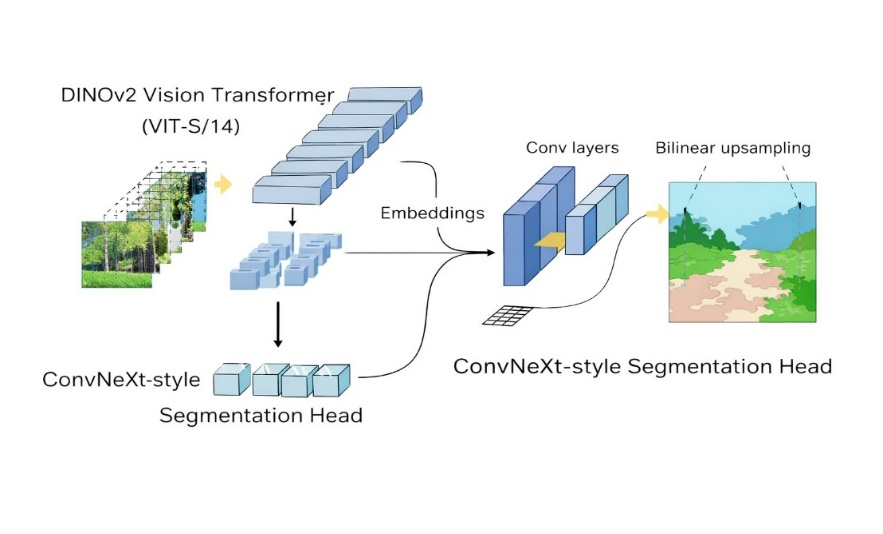 DINOv2 Vision Transformer
(VIT-S/14)
Embeddings
Conv layers
Bilinear upsampling
ConvNeXt-style
Segmentation Head
ConvNeXt-style Segmentation Head